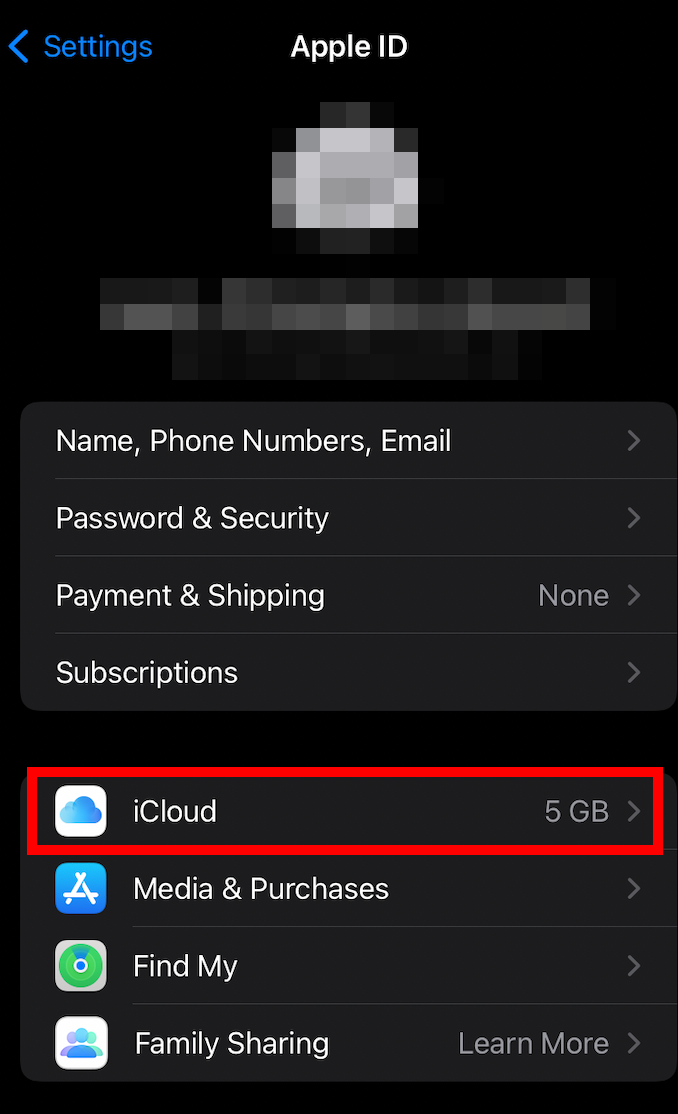 Settings
Apple ID
Name, Phone Numbers, Email
Password & Security
Payment & Shipping None
Subscriptions
iCloud 5 GB
Media & Purchases
Find My
Family Sharing Learn More